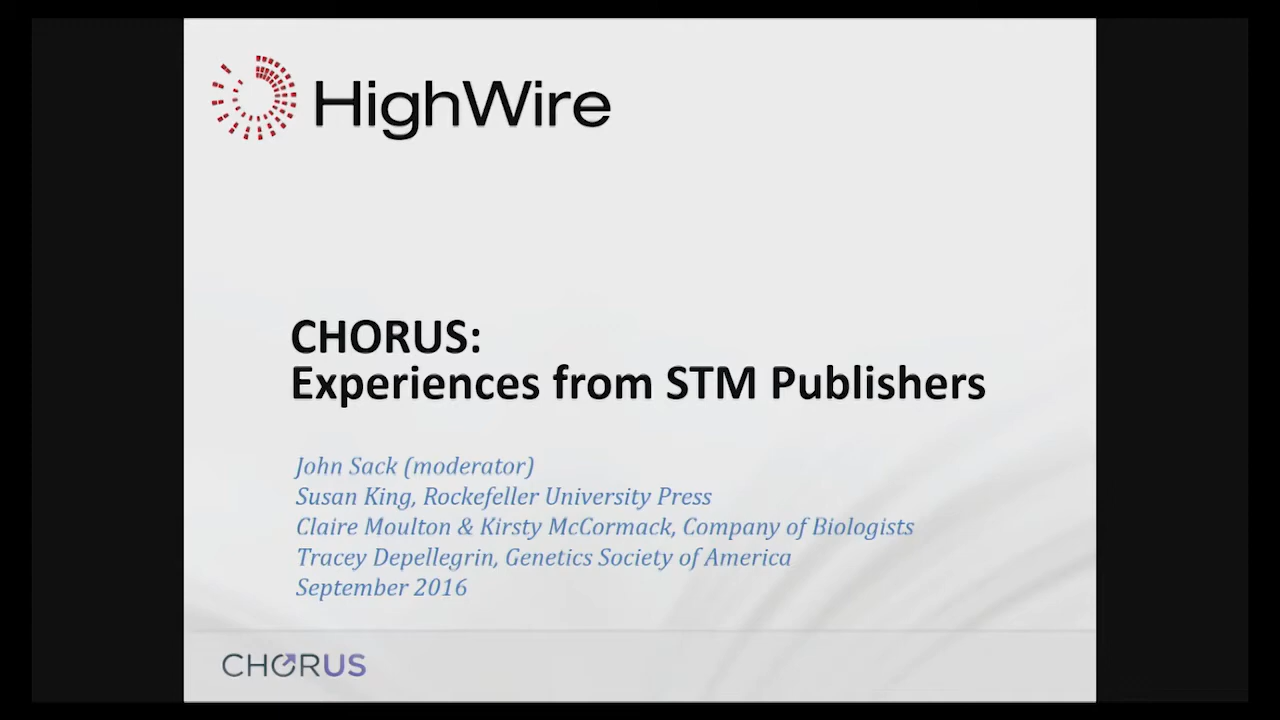 HighWire
CHORUS:
Experiences from STM Publishers
John Sack (moderator)
Susan King, Rockefeller University Press
Claire Moulton & Kirsty McCormack, Company of Biologists
Tracey Depellegrin, Genetics Society of America
September 2016
CHORUS